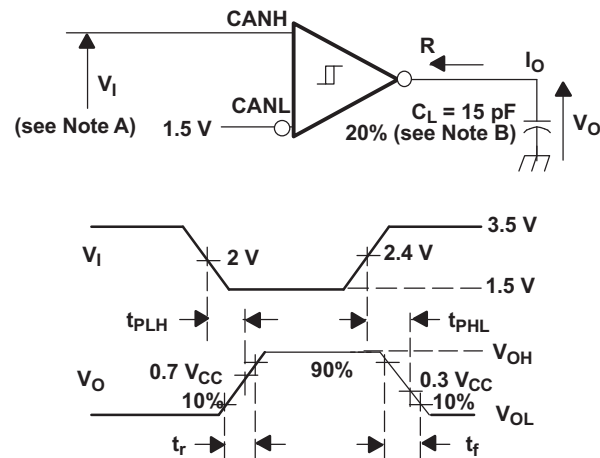 CANH
R
I_O
V_I
CANL
(see Note A)
1.5 V
C_L = 15 pF
20% (see Note B)
V_O
3.5 V
V_I
2 V
2.4 V
1.5 V
t_PLH
t_PHL
V_OH
V_O
0.7 V_CC
90%
0.3 V_CC
10%
10%
V_OL
t_r
t_f